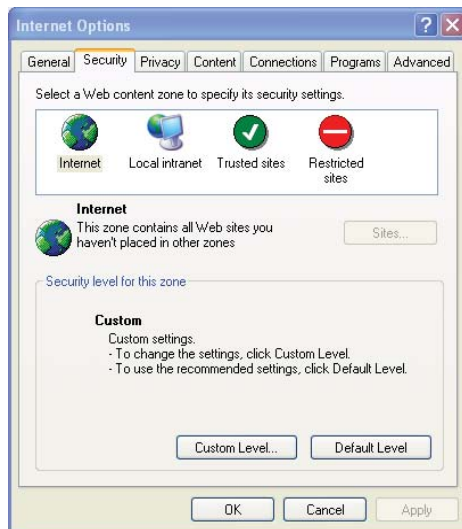 Internet Options
General Security Privacy Content Connections Programs Advanced
Select a Web content zone to specify its security settings.
Internet Local intranet Trusted sites Restricted
sites
Internet
This zone contains all Web sites you
haven't placed in other zones
Sites...
Security level for this zone
Custom
Custom settings.
- To change the settings, click Custom Level.
- To use the recommended settings, click Default Level.
Custom Level... Default Level
OK Cancel Apply